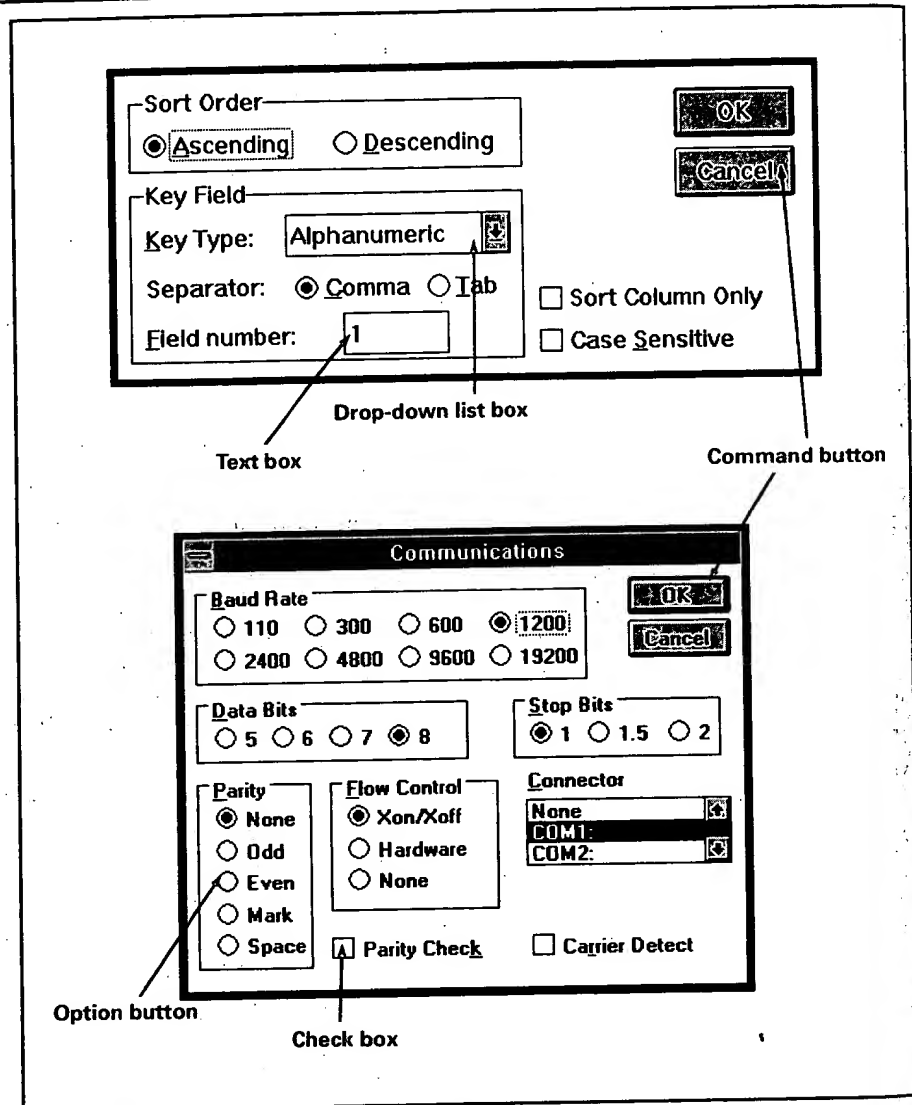 Sort Order
Ascending Descending
OK
Cancel
Key Field
Key Type: Alphanumeric
Separator: Comma Tab
Field number: 1
Sort Column Only
Case Sensitive
Drop-down list box
Text box
Command button
Communications
Baud Rate
110 300 600 1200
2400 4800 9600 19200
OK
Cancel
Data Bits
5 6 7 8
Stop Bits
1 1.5 2
Parity
None
Odd
Even
Mark
Space
Flow Control
Xon/Xoff
Hardware
None
Connector
None
COM1:
COM2:
Parity Check
Carrier Detect
Option button
Check box